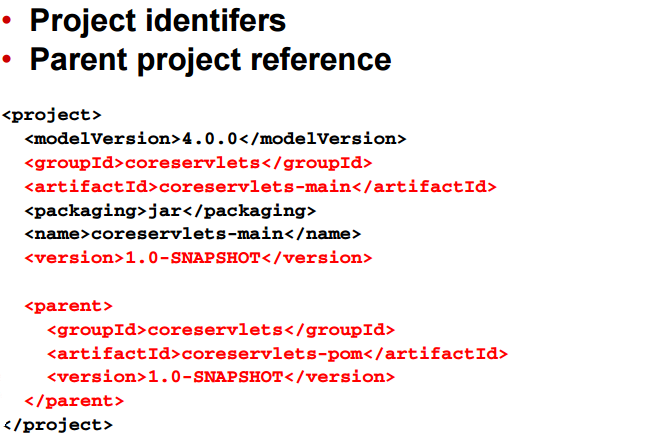 • Project identifers
• Parent project reference
<project>
<modelVersion>4.0.0</modelVersion>
<groupId>coreservlets</groupId>
<artifactId>coreservlets-main</artifactId>
<packaging>jar</packaging>
<name>coreservlets-main</name>
<version>1.0-SNAPSHOT</version>
<parent>
<groupId>coreservlets</groupId>
<artifactId>coreservlets-pom</artifactId>
<version>1.0-SNAPSHOT</version>
</parent>
</project>